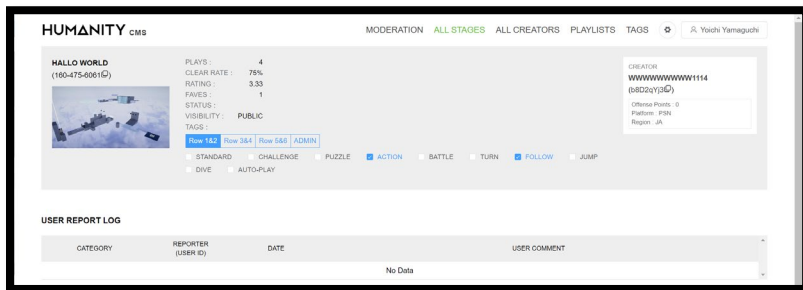 HUMANITY CMS
MODERATION ALL STAGES ALL CREATORS PLAYLISTS TAGS Yoichi Yamaguchi
HALLO WORLD
(160-475-6061)
PLAYS : 4
CLEAR RATE : 75%
RATING : 3.33
FAVES : 1
STATUS :
VISIBILITY : PUBLIC
TAGS :
Row 1&2 Row 3&4 Row 5&6 ADMIN
STANDARD CHALLENGE PUZZLE ACTION BATTLE TURN FOLLOW JUMP
DIVE AUTO-PLAY
CREATOR
WWWWWWWWW1114
(b8D2qYj3)
Offense Points : 0
Platform : PSN
Region : JA
USER REPORT LOG
CATEGORY REPORTER (USER ID) DATE USER COMMENT
No Data